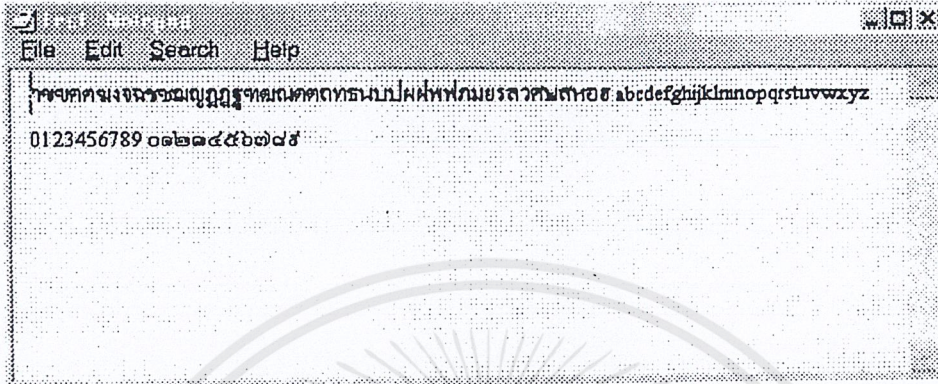 File Edit Search Help
กขฃคฅฆงจฉชซฌญฎฏฐฑฒณดตถทธนบปผฝพฟภมยรลวศษสหฬอฮ abcdefghijklmnopqrstuvwxyz
0123456789 ๐๑๒๓๔๕๖๗๘๙